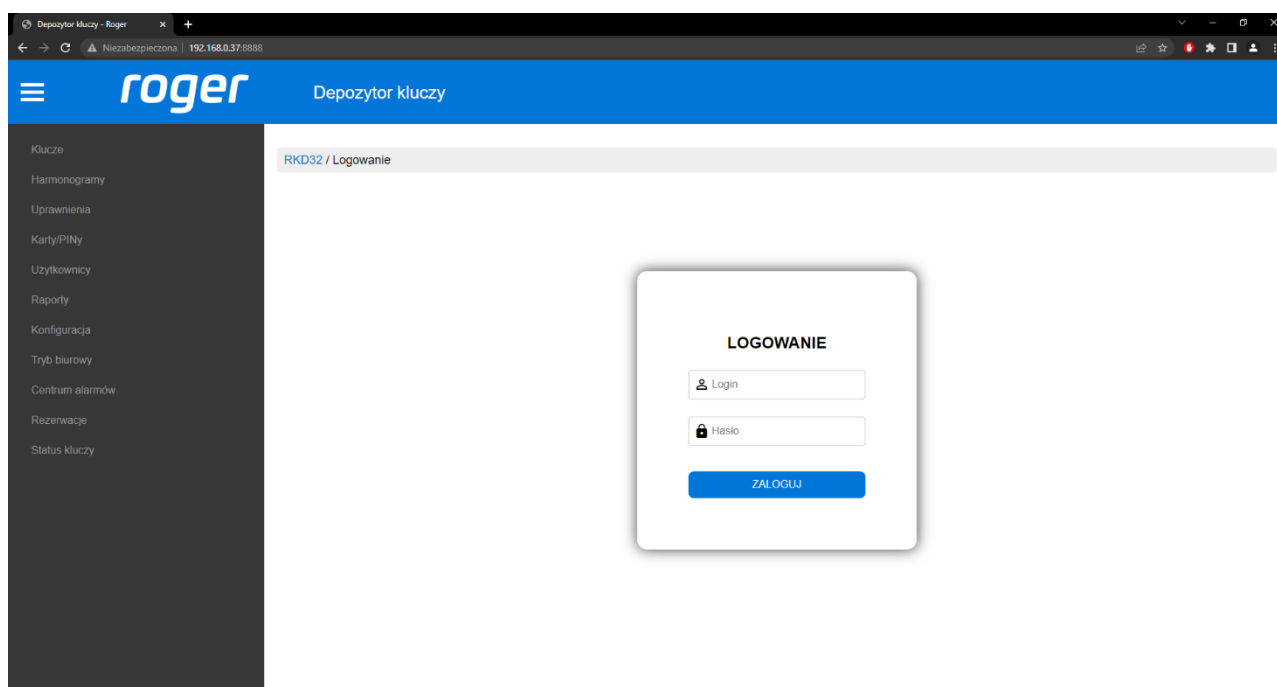 Depozytor kluczy - Roger
Niezabezpieczona | 192.168.0.37:8888
roger
Depozytor kluczy
Klucze
Harmonogramy
Uprawnienia
Karty/PINy
Użytkownicy
Raporty
Konfiguracja
Tryb biurowy
Centrum alarmów
Rezerwacje
Status kluczy
RKD32 / Logowanie
LOGOWANIE
Login
Hasło
ZALOGUJ